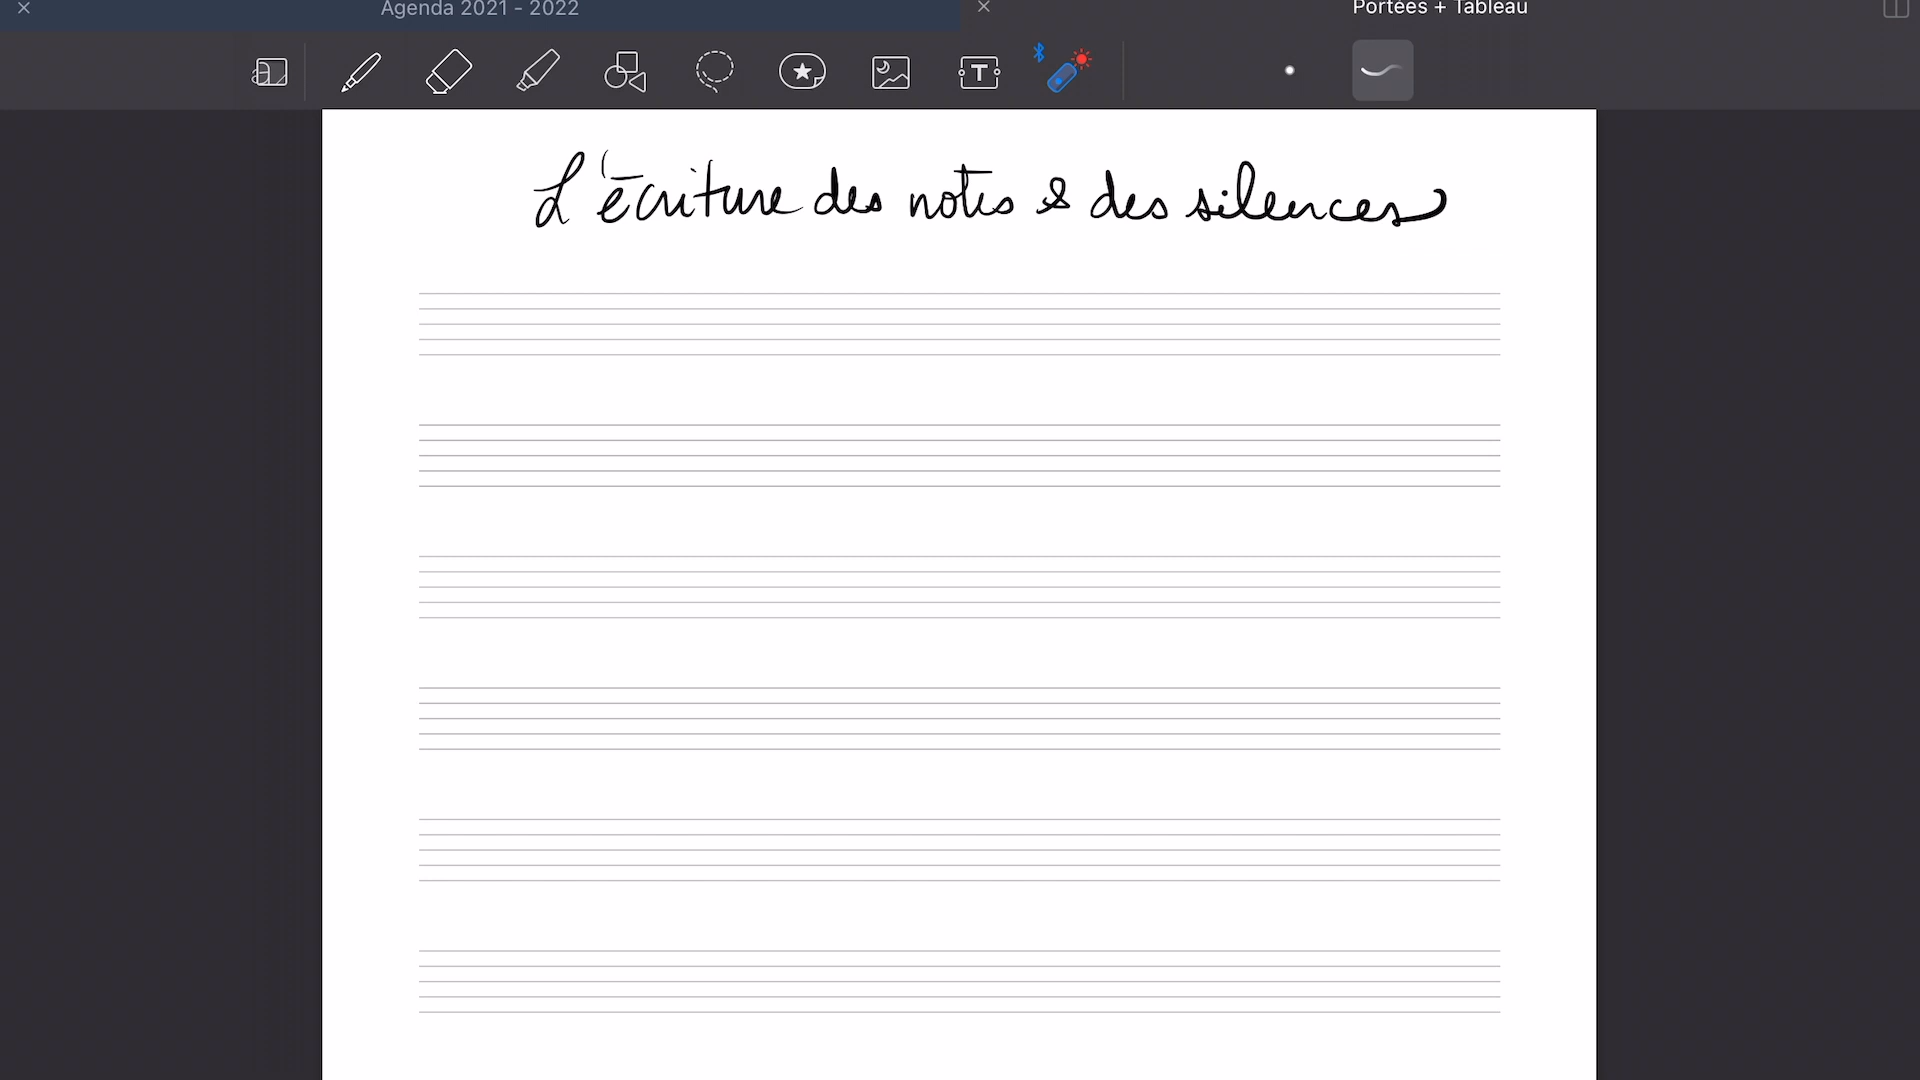 Agenda 2021 - 2022
Portées + Tableau
T
L'écriture des notes & des silences